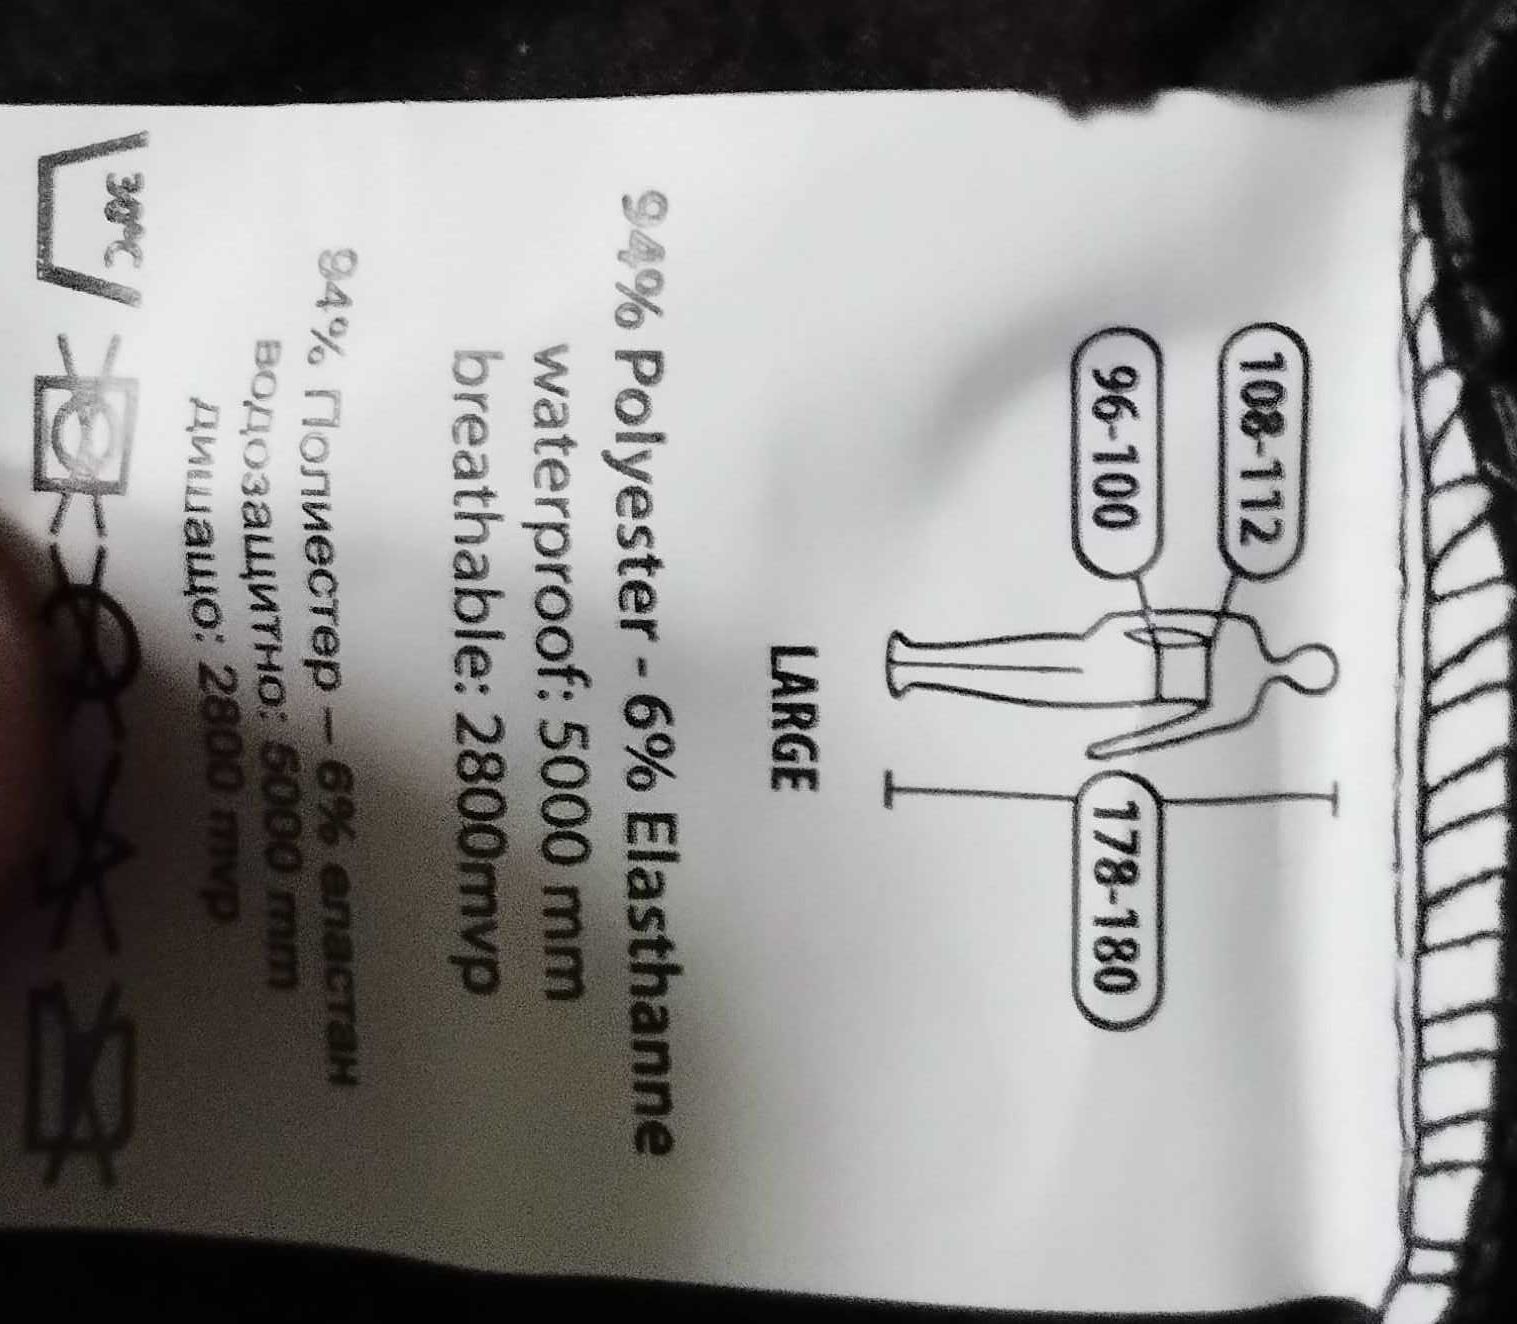 108-112
96-100
178-180
LARGE
94% Polyester - 6% Elasthanne
waterproof: 5000 mm
breathable: 2800mvp
94% Полиестер – 6% еластан
водозащитно: 5000 mm
дишащо: 2800 mvp
30°C